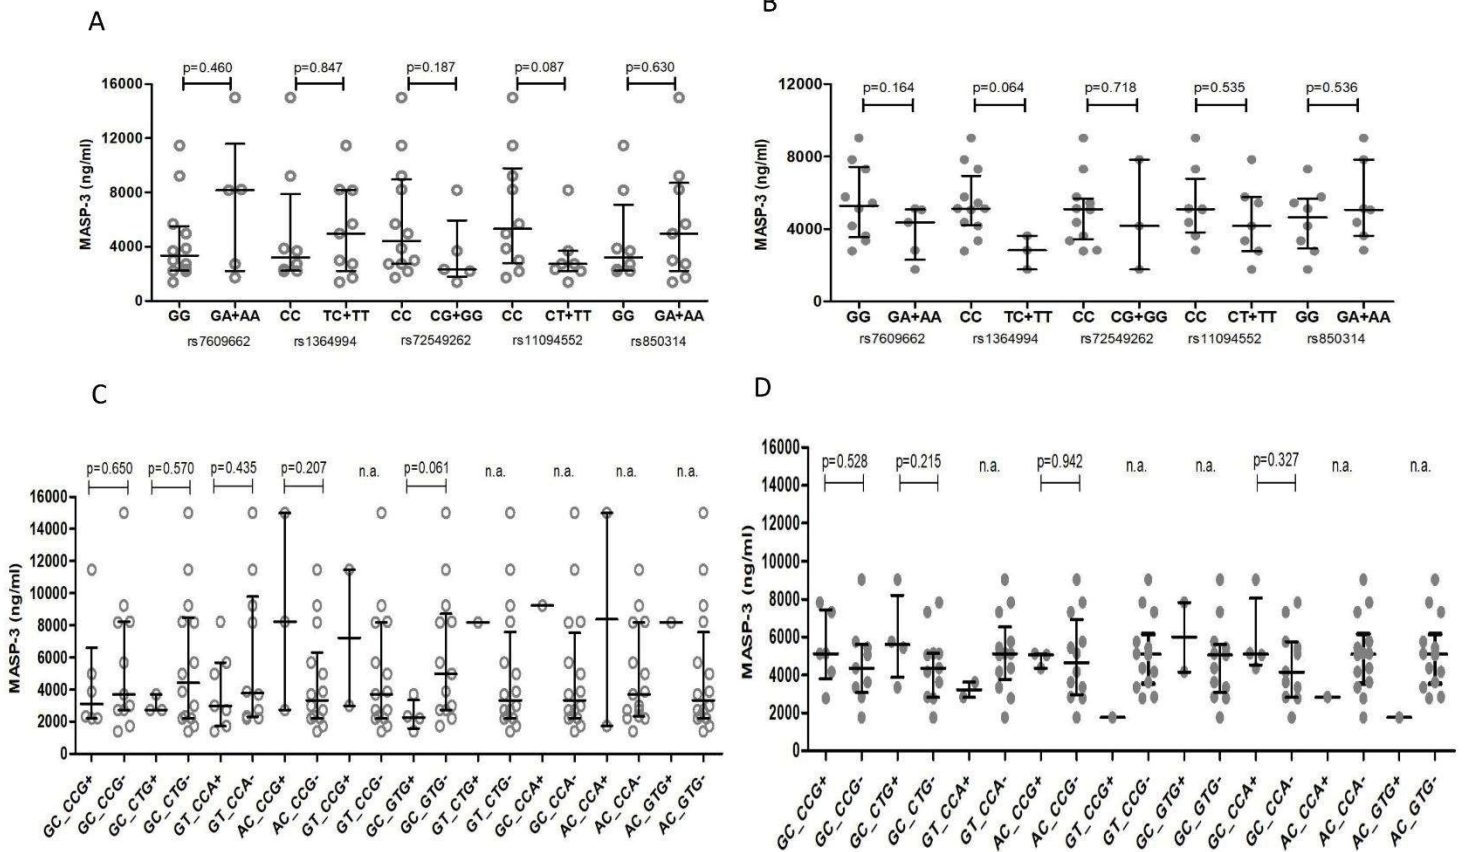 A
p=0.460 p=0.847 p=0.187 p=0.087 p=0.630
16000
12000
8000
4000
0
MASP-3 (ng/ml)
GG GA+AA CC TC+TT CC CG+GG CC CT+TT GG GA+AA
rs7609662 rs1364994 rs72549262 rs11094552 rs850314
B
p=0.164 p=0.064 p=0.718 p=0.535 p=0.536
12000
8000
4000
0
MASP-3 (ng/ml)
GG GA+AA CC TC+TT CC CG+GG CC CT+TT GG GA+AA
rs7609662 rs1364994 rs72549262 rs11094552 rs850314
C
p=0.650 p=0.570 p=0.435 p=0.207 n.a. p=0.061 n.a. n.a. n.a. n.a.
16000
14000
12000
10000
8000
6000
4000
2000
0
MASP-3 (ng/ml)
GC_CCG+ GC_CCG- GC_CTG+ GC_CTG- GC_CCA+ GT_CCA- AC_CCG+ AC_CCG- AC_CCG+ GT_CCG- GC_GTG+ GC_GTG- GT_CTG+ GT_CTG- GC_CCA+ GC_CCA- AC_CCA+ AC_CCA- AC_GTG+ AC_GTG-
D
p=0.528 p=0.215 n.a. p=0.942 n.a. n.a. p=0.327 n.a. n.a.
16000
14000
12000
10000
8000
6000
4000
2000
0
MASP-3 (ng/ml)
GC_CCG+ GC_CCG- GC_CTG+ GC_CTG- GT_CCA+ GT_CCA- AC_CCG+ AC_CCG- GT_CCG+ GT_CCG- GC_GTG+ GC_GTG- GC_CCA+ GC_CCA- AC_CCA+ AC_CCA- AC_GTG+ AC_GTG-